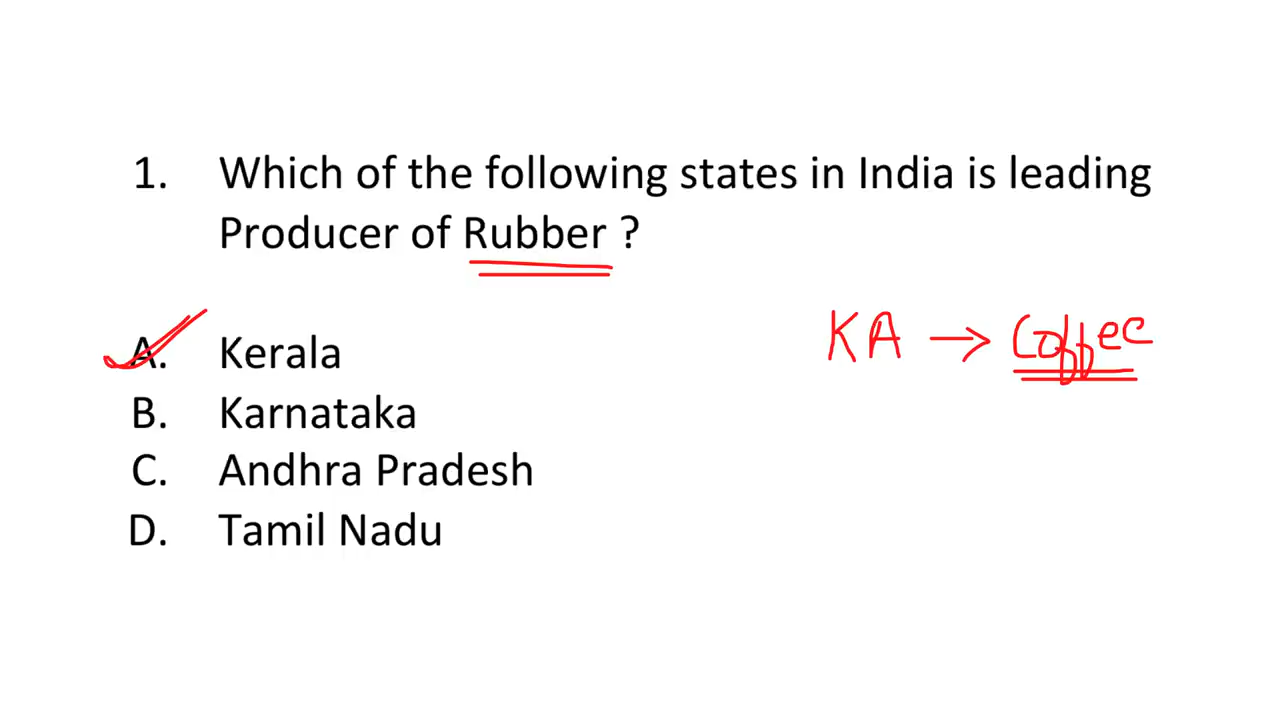 1. Which of the following states in India is leading
Producer of Rubber ?
A. Kerala
KA → Coffee
B. Karnataka
C. Andhra Pradesh
D. Tamil Nadu